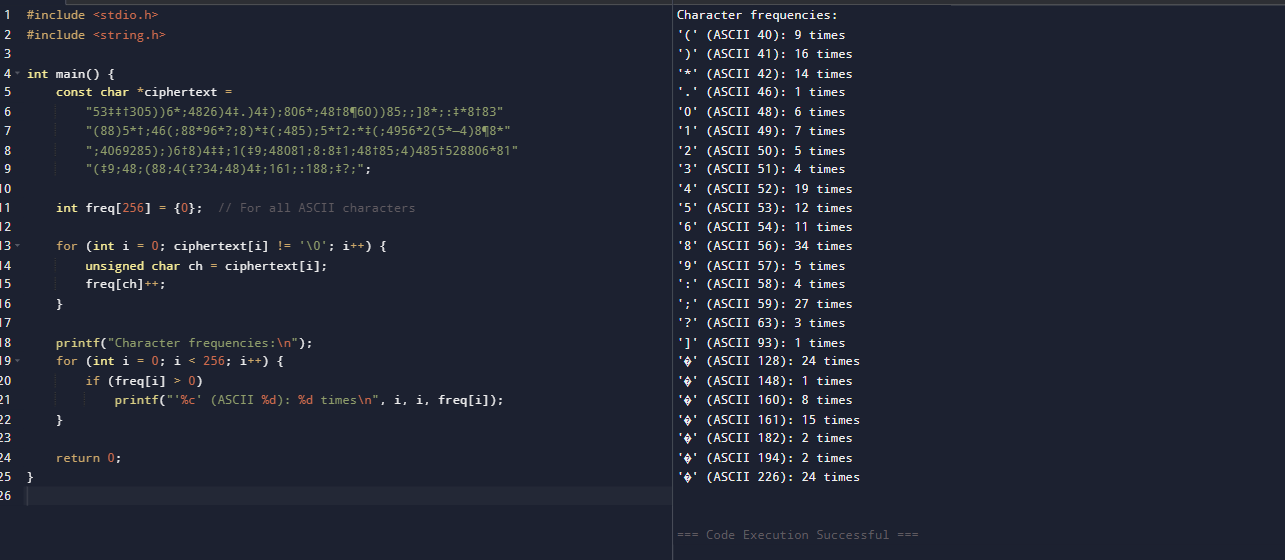 1 #include <stdio.h>
2 #include <string.h>
3
4 int main() {
5 const char *ciphertext =
6 "53‡‡†305))6*;4826)4‡.)4‡);806*;48†8¶60))85;;]8*;:‡*8†83"
7 "(88)5*†;46(;88*96*?;8)*‡(;485);5*†2:*‡(;4956*2(5*—4)8¶8*"
8 ";4069285);)6†8)4‡‡;1(‡9;48081;8:8‡1;48†85;4)485†528806*81"
9 "(‡9;48;(88;4(‡?34;48)4‡;161;:188;‡?;";
10
11 int freq[256] = {0}; // For all ASCII characters
12
13 for (int i = 0; ciphertext[i] != '\0'; i++) {
14 unsigned char ch = ciphertext[i];
15 freq[ch]++;
16 }
17
18 printf("Character frequencies:\n");
19 for (int i = 0; i < 256; i++) {
20 if (freq[i] > 0)
21 printf("'%c' (ASCII %d): %d times\n", i, i, freq[i]);
22 }
23
24 return 0;
25 }
26
Character frequencies:
'(' (ASCII 40): 9 times
')' (ASCII 41): 16 times
'*' (ASCII 42): 14 times
'.' (ASCII 46): 1 times
'0' (ASCII 48): 6 times
'1' (ASCII 49): 7 times
'2' (ASCII 50): 5 times
'3' (ASCII 51): 4 times
'4' (ASCII 52): 19 times
'5' (ASCII 53): 12 times
'6' (ASCII 54): 11 times
'8' (ASCII 56): 34 times
'9' (ASCII 57): 5 times
':' (ASCII 58): 4 times
';' (ASCII 59): 27 times
'?' (ASCII 63): 3 times
']' (ASCII 93): 1 times
'�' (ASCII 128): 24 times
'�' (ASCII 148): 1 times
'�' (ASCII 160): 8 times
'�' (ASCII 161): 15 times
'�' (ASCII 182): 2 times
'�' (ASCII 194): 2 times
'�' (ASCII 226): 24 times
=== Code Execution Successful ===